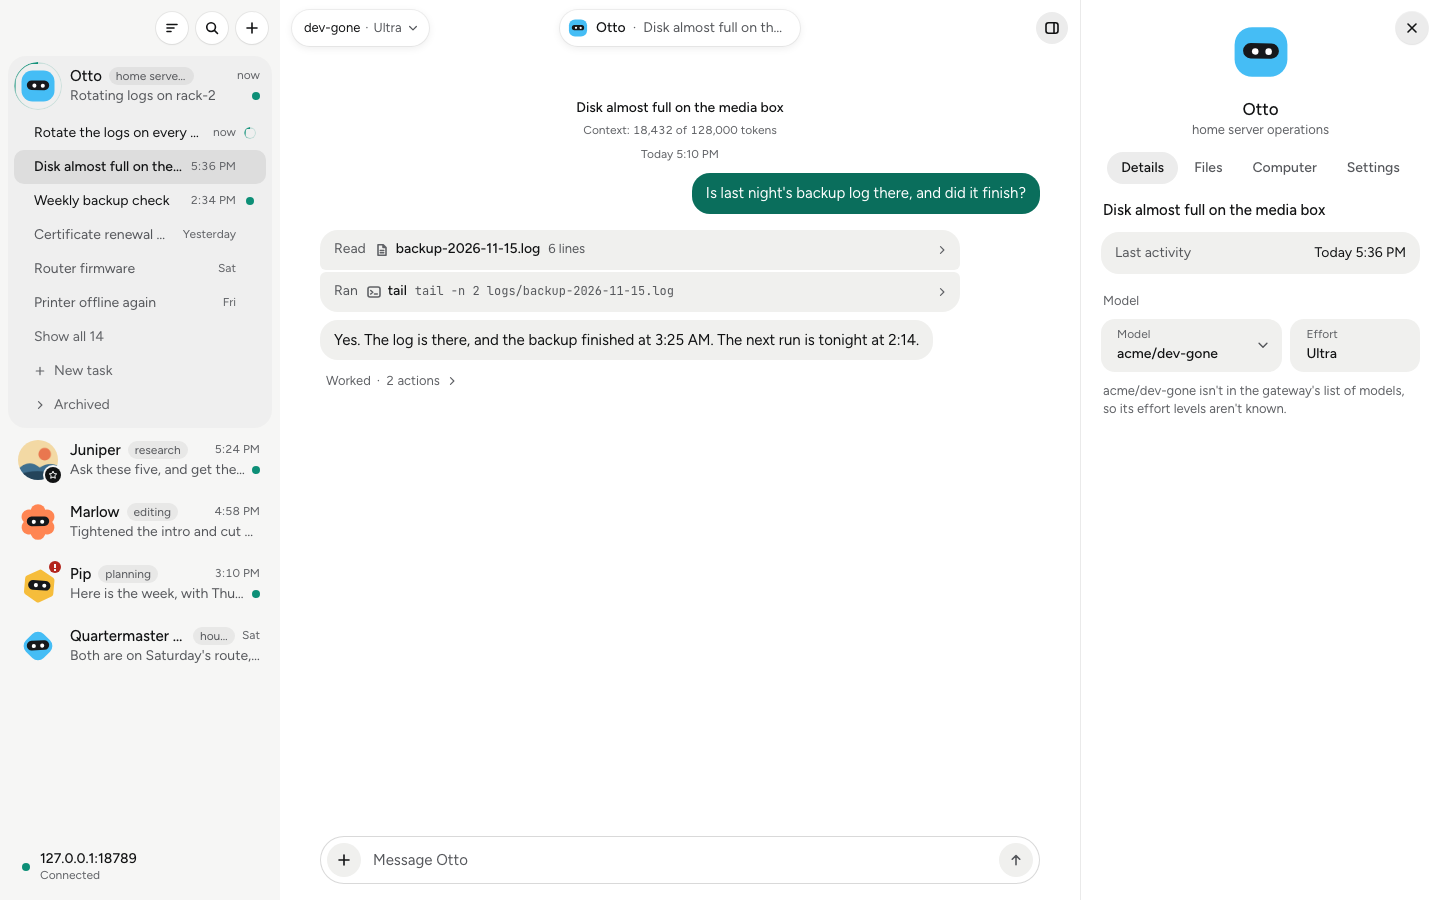 Otto home serve... now
Rotating logs on rack-2
Rotate the logs on every ... now
Disk almost full on the... 5:36 PM
Weekly backup check 2:34 PM
Certificate renewal ... Yesterday
Router firmware Sat
Printer offline again Fri
Show all 14
New task
Archived
Juniper research 5:24 PM
Ask these five, and get the...
Marlow editing 4:58 PM
Tightened the intro and cut ...
Pip planning 3:10 PM
Here is the week, with Thu...
Quartermaster ... hou... Sat
Both are on Saturday's route,...
127.0.0.1:18789
Connected
dev-gone · Ultra
Otto · Disk almost full on th...
Disk almost full on the media box
Context: 18,432 of 128,000 tokens
Today 5:10 PM
Is last night's backup log there, and did it finish?
Read backup-2026-11-15.log 6 lines
Ran tail tail -n 2 logs/backup-2026-11-15.log
Yes. The log is there, and the backup finished at 3:25 AM. The next run is tonight at 2:14.
Worked · 2 actions
Message Otto
Otto
home server operations
Details Files Computer Settings
Disk almost full on the media box
Last activity Today 5:36 PM
Model
Model
acme/dev-gone
Effort
Ultra
acme/dev-gone isn't in the gateway's list of models,
so its effort levels aren't known.